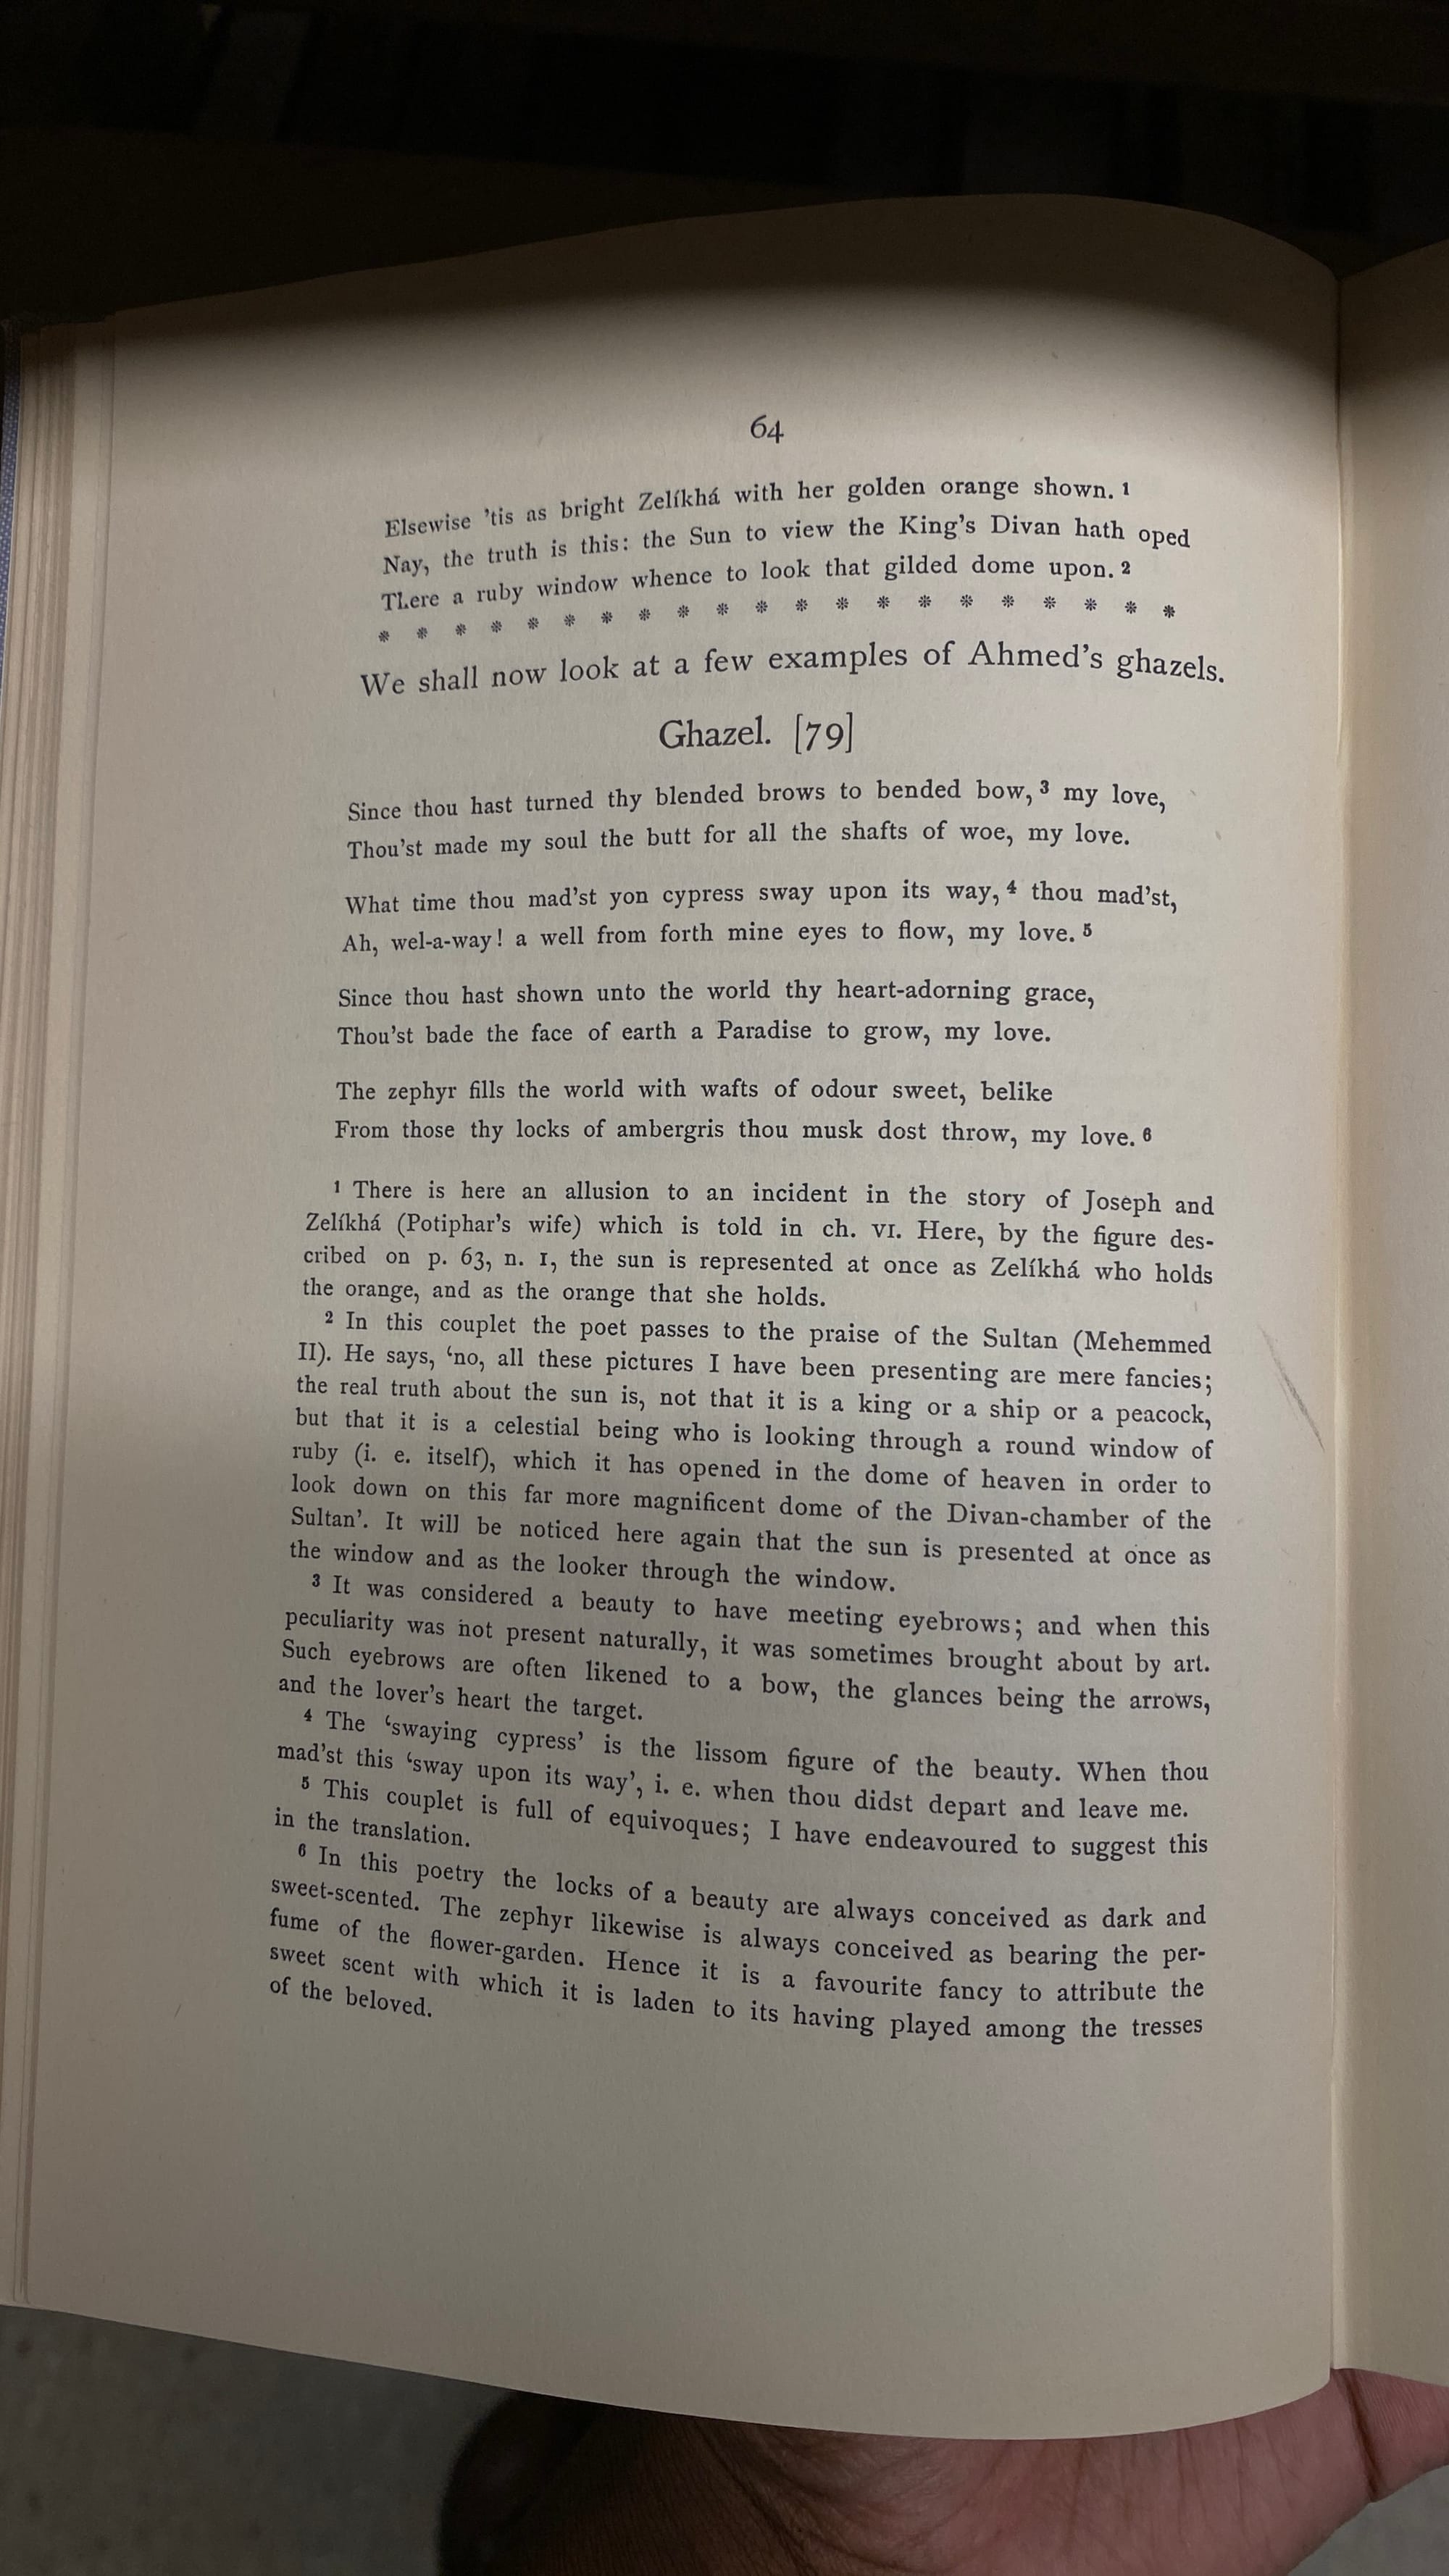 64
Elsewise 'tis as bright Zelíkhá with her golden orange shown. 1
Nay, the truth is this: the Sun to view the King's Divan hath oped
There a ruby window whence to look that gilded dome upon. 2
* * * * * * * * * * * * * * * * * * * *
We shall now look at a few examples of Ahmed's ghazels.
Ghazel. [79]
Since thou hast turned thy blended brows to bended bow, 3 my love,
Thou'st made my soul the butt for all the shafts of woe, my love.
What time thou mad'st yon cypress sway upon its way, 4 thou mad'st,
Ah, wel-a-way! a well from forth mine eyes to flow, my love. 5
Since thou hast shown unto the world thy heart-adorning grace,
Thou'st bade the face of earth a Paradise to grow, my love.
The zephyr fills the world with wafts of odour sweet, belike
From those thy locks of ambergris thou musk dost throw, my love. 6
1 There is here an allusion to an incident in the story of Joseph and
Zelíkhá (Potiphar's wife) which is told in ch. VI. Here, by the figure des-
cribed on p. 63, n. 1, the sun is represented at once as Zelíkhá who holds
the orange, and as the orange that she holds.
2 In this couplet the poet passes to the praise of the Sultan (Mehemmed
II). He says, 'no, all these pictures I have been presenting are mere fancies;
the real truth about the sun is, not that it is a king or a ship or a peacock,
but that it is a celestial being who is looking through a round window of
ruby (i. e. itself), which it has opened in the dome of heaven in order to
look down on this far more magnificent dome of the Divan-chamber of the
Sultan'. It will be noticed here again that the sun is presented at once as
the window and as the looker through the window.
3 It was considered a beauty to have meeting eyebrows; and when this
peculiarity was not present naturally, it was sometimes brought about by art.
Such eyebrows are often likened to a bow, the glances being the arrows,
and the lover's heart the target.
4 The 'swaying cypress' is the lissom figure of the beauty. When thou
mad'st this 'sway upon its way', i. e. when thou didst depart and leave me.
5 This couplet is full of equivoques; I have endeavoured to suggest this
in the translation.
6 In this poetry the locks of a beauty are always conceived as dark and
sweet-scented. The zephyr likewise is always conceived as bearing the per-
fume of the flower-garden. Hence it is a favourite fancy to attribute the
sweet scent with which it is laden to its having played among the tresses
of the beloved.